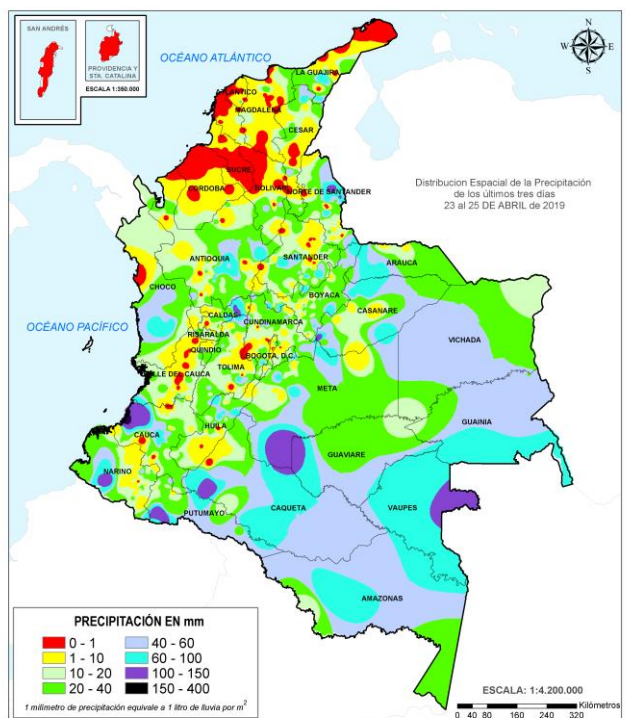 SAN ANDRÉS
PROVIDENCIA Y
STA. CATALINA
ESCALA 1:350.000
N
W
E
S
OCÉANO ATLÁNTICO
LA GUAJIRA
ATLANTICO
MAGDALENA
CESAR
SUCRE
CORDOBA
BOLIVAR
NORTE DE SANTANDER
Distribucion Espacial de la Precipitación
de los últimos tres días
23 al 25 DE ABRIL de 2019
ANTIOQUIA
SANTANDER
ARAUCA
CHOCO
BOYACA
CASANARE
OCÉANO PACÍFICO
CALDAS
CUNDINAMARCA
VICHADA
RISARALDA
QUINDIO
BOGOTA, D.C.
TOLIMA
VALLE DEL CAUCA
META
GUAINIA
CAUCA
HUILA
GUAVIARE
NARIÑO
CAQUETA
VAUPES
PUTUMAYO
AMAZONAS
PRECIPITACIÓN EN mm
0 - 1
40 - 60
1 - 10
60 - 100
10 - 20
100 - 150
20 - 40
150 - 400
1 milimetro de precipitación equivale a 1 litro de lluvia por m2
ESCALA: 1:4.200.000
Kilómetros
0 40 80 160 240 320